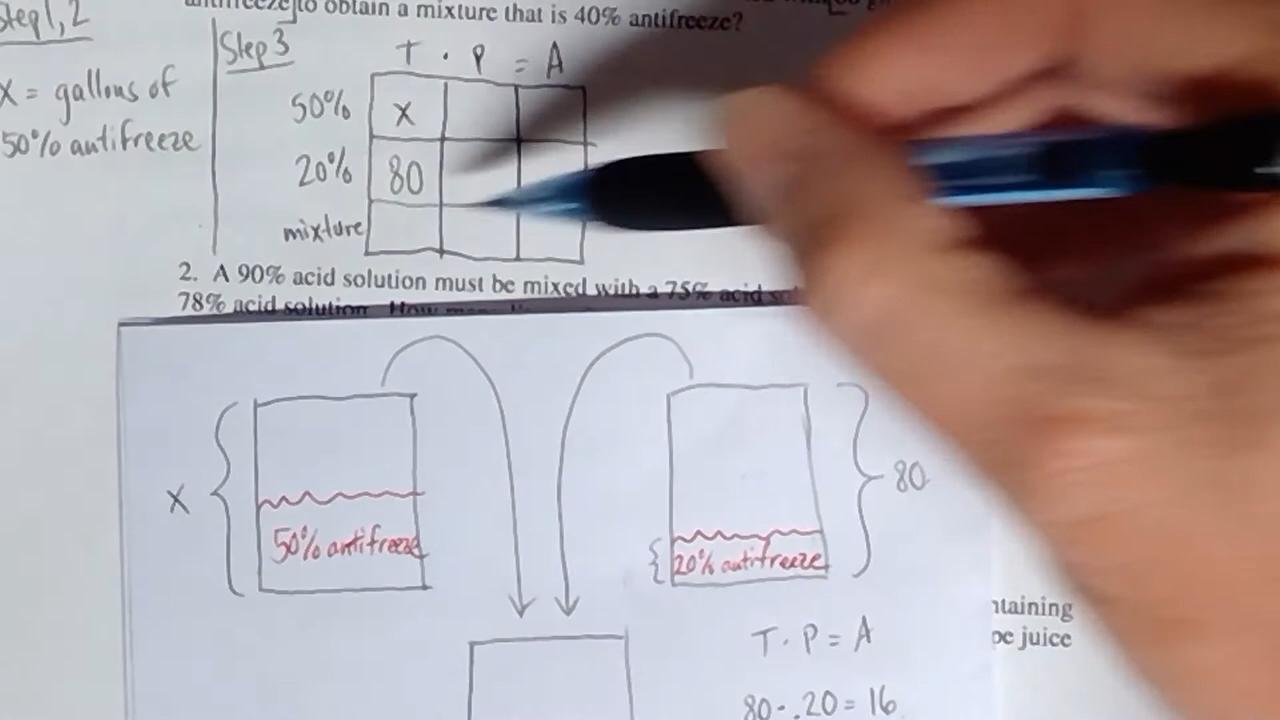 Step 1, 2
to obtain a mixture that is 40% antifreeze?
Step 3
T · P = A
x = gallons of
50% antifreeze
50% x
20% 80
mixture
2. A 90% acid solution must be mixed with a 75% acid
78% acid solution. How
x
50% antifreeze
20% antifreeze
80
T · P = A
80 · .20 = 16
ntaining
pe juice